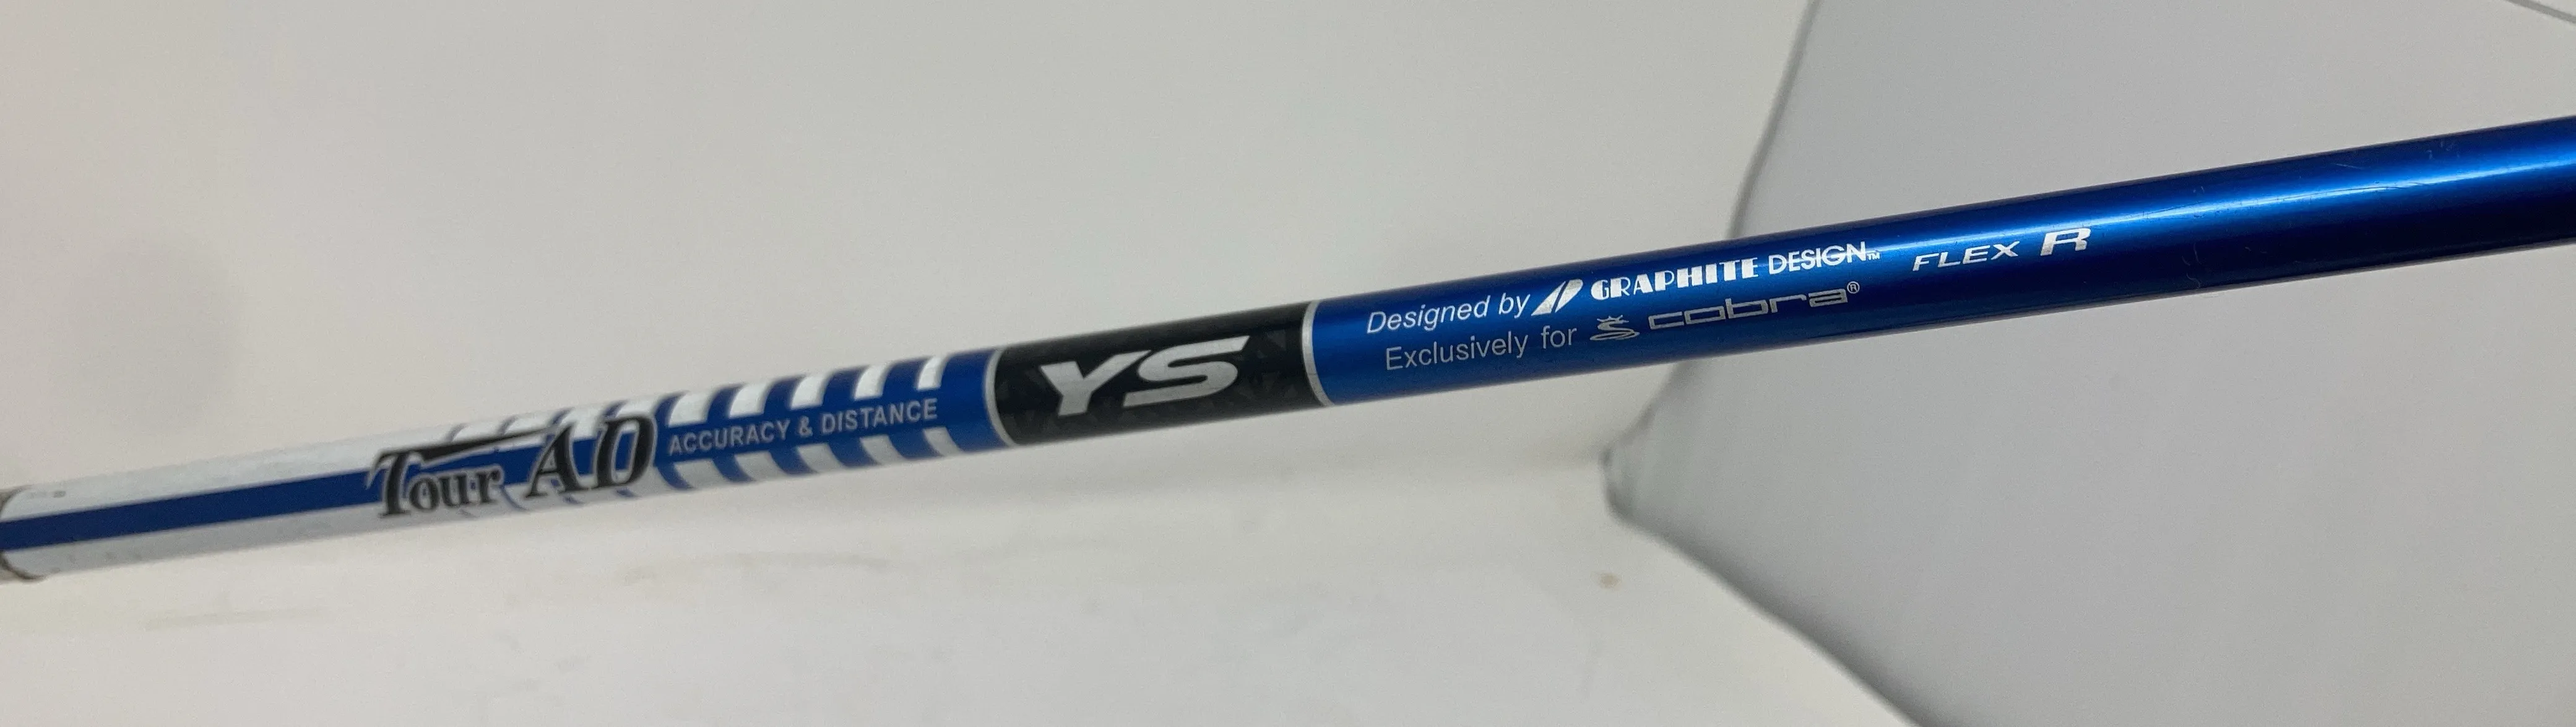 Tour AD
ACCURACY & DISTANCE
YS
Designed by GRAPHITE DESIGN™
Exclusively for cobra®
FLEX R